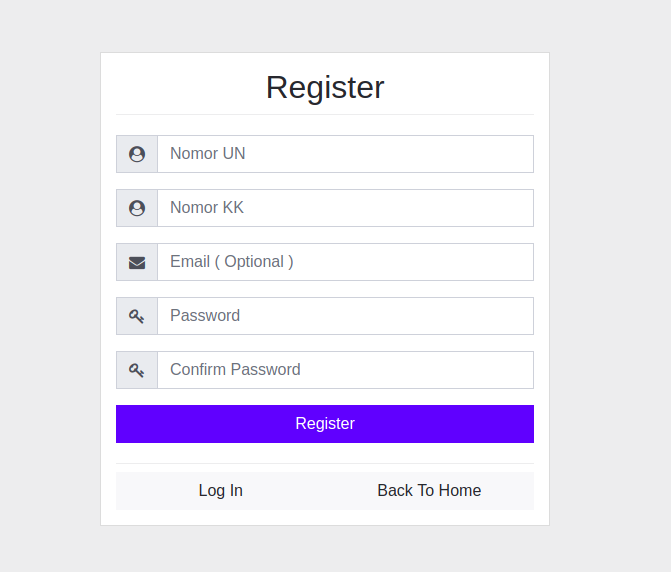 Register
Nomor UN
Nomor KK
Email ( Optional )
Password
Confirm Password
Register
Log In Back To Home